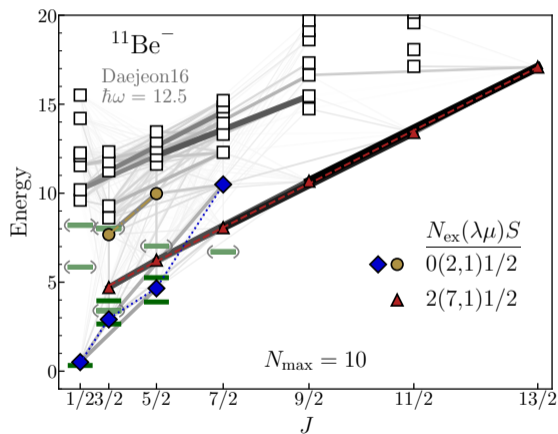 20
15
10
5
0
Energy
¹¹Be⁻
Daejeon16
ħω = 12.5
N_ex(λμ)S
0(2,1)1/2
2(7,1)1/2
N_max = 10
1/2 3/2 5/2 7/2 9/2 11/2 13/2
J